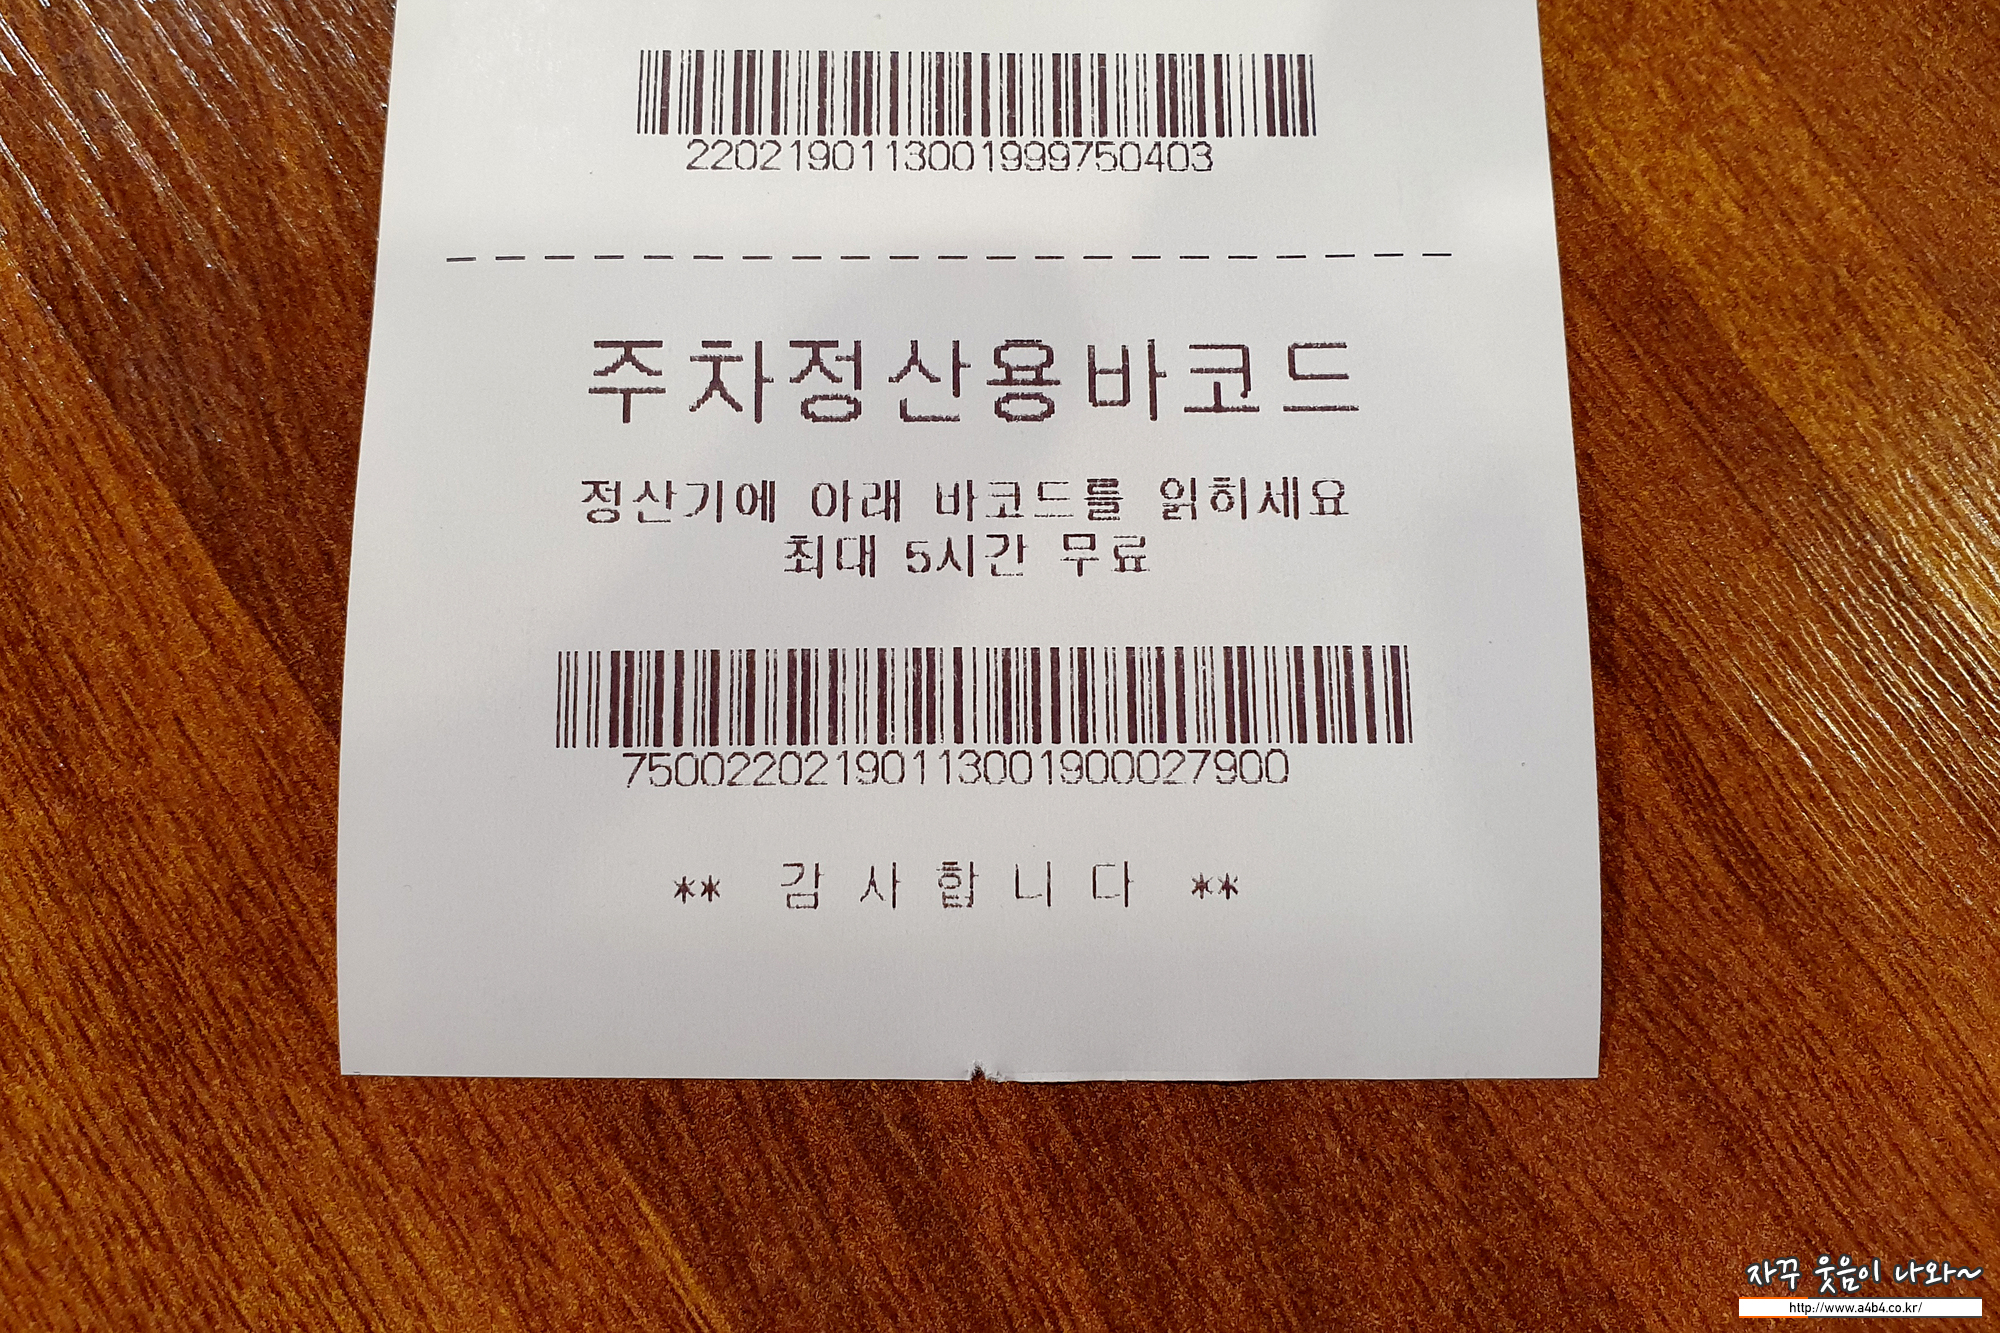 2202190113001999750403
주차정산용바코드
정산기에 아래 바코드를 읽히세요
최대 5시간 무료
75002202190113001900027900
** 감 사 합 니 다 **
자꾸 웃음이 나와~
http://www.a4b4.co.kr/